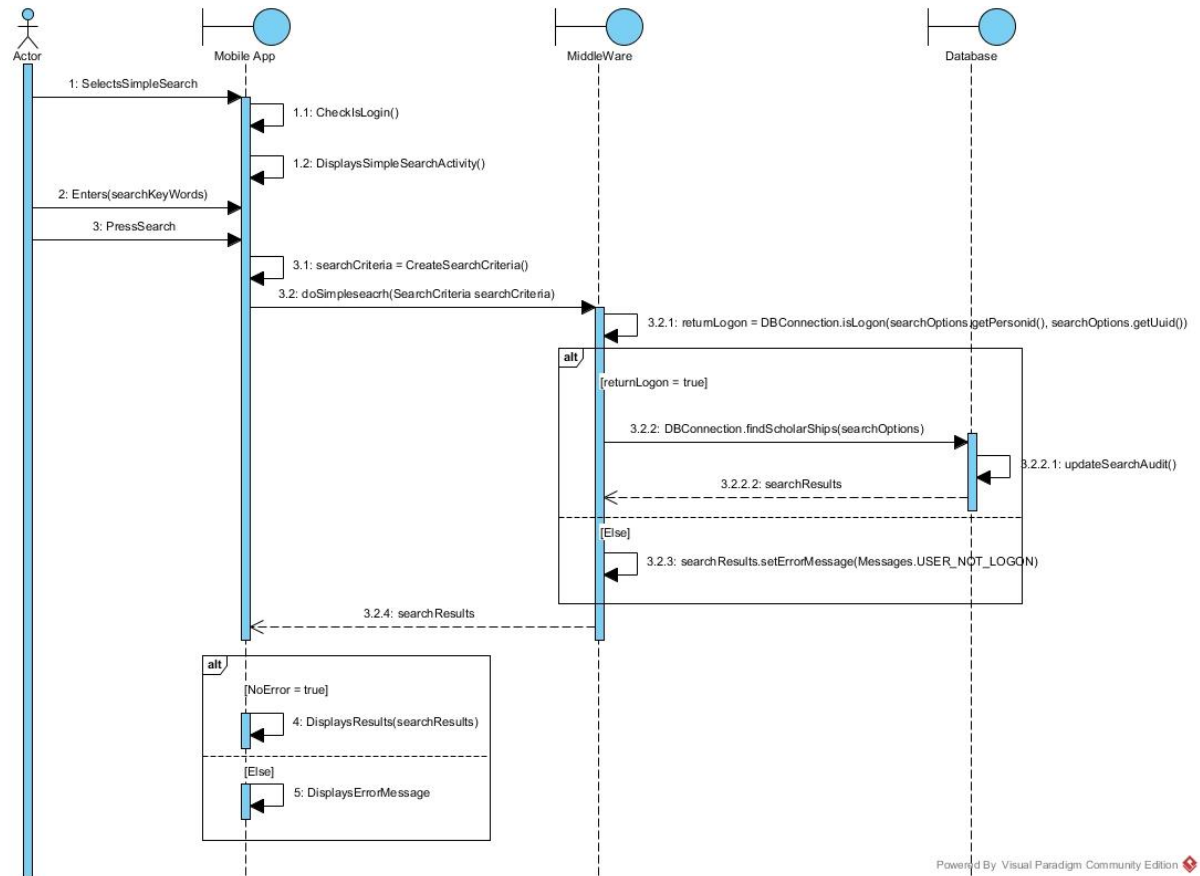 Actor
Mobile App
MiddleWare
Database
1: SelectsSimpleSearch
1.1: CheckIsLogin()
1.2: DisplaysSimpleSearchActivity()
2: Enters(searchKeyWords)
3: PressSearch
3.1: searchCriteria = CreateSearchCriteria()
3.2: doSimpleseacrh(SearchCriteria searchCriteria)
3.2.1: returnLogon = DBConnection.isLogon(searchOptions.getPersonid(), searchOptions.getUuid())
alt
[returnLogon = true]
3.2.2: DBConnection.findScholarShips(searchOptions)
3.2.2.1: updateSearchAudit()
3.2.2.2: searchResults
[Else]
3.2.3: searchResults.setErrorMessage(Messages.USER_NOT_LOGON)
3.2.4: searchResults
alt
[NoError = true]
4: DisplaysResults(searchResults)
[Else]
5: DisplaysErrorMessage
Powered By Visual Paradigm Community Edition